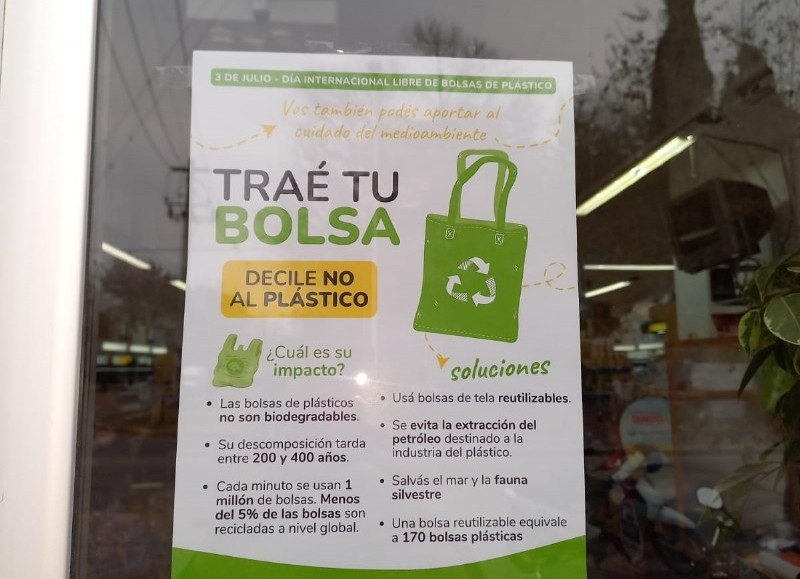 3 DE JULIO - DÍA INTERNACIONAL LIBRE DE BOLSAS DE PLÁSTICO
Vos también podés aportar al
cuidado del medioambiente
TRAÉ TU
BOLSA
DECILE NO
AL PLÁSTICO
¿Cuál es su
impacto?
• Las bolsas de plásticos
no son biodegradables.
• Su descomposición tarda
entre 200 y 400 años.
• Cada minuto se usan 1
millón de bolsas. Menos
del 5% de las bolsas son
recicladas a nivel global.
soluciones
• Usá bolsas de tela reutilizables.
• Se evita la extracción del
petróleo destinado a la
industria del plástico.
• Salvás el mar y la fauna
silvestre
• Una bolsa reutilizable equivale
a 170 bolsas plásticas